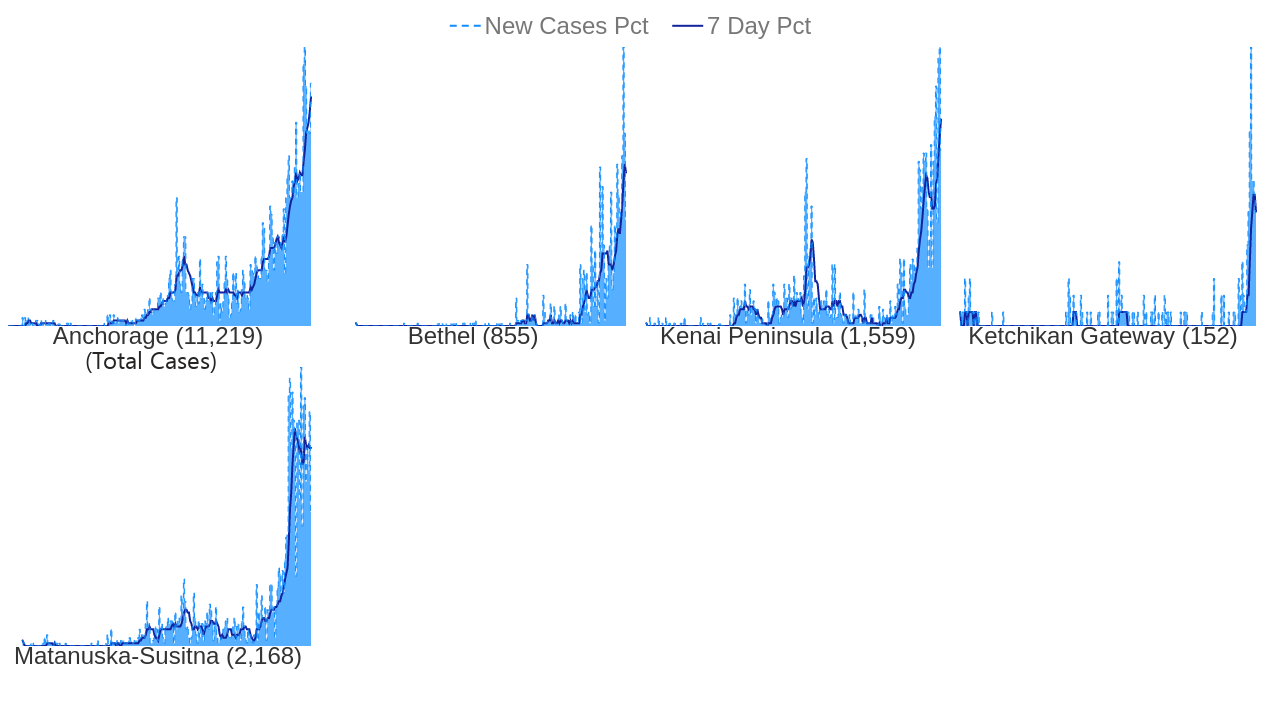 New Cases Pct 7 Day Pct
Anchorage (11,219)
(Total Cases)
Bethel (855)
Kenai Peninsula (1,559)
Ketchikan Gateway (152)
Matanuska-Susitna (2,168)